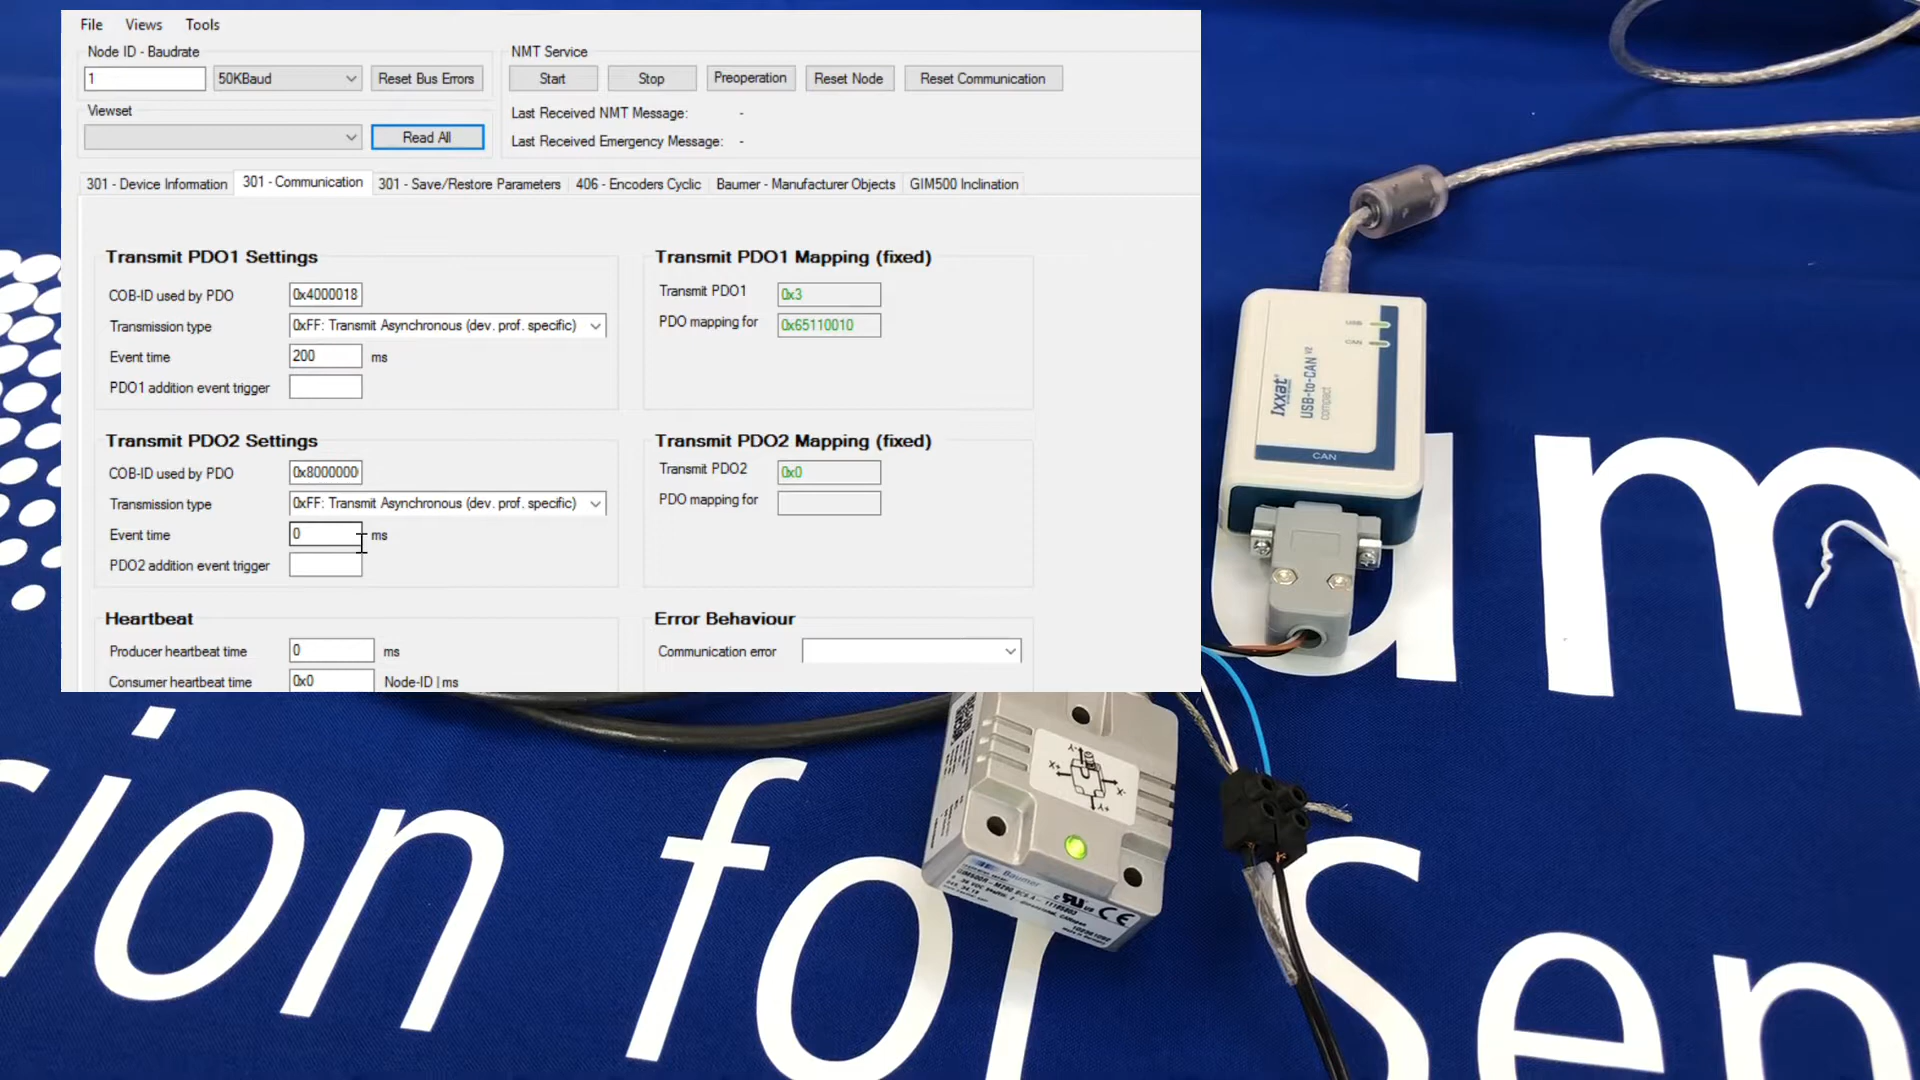 File Views Tools
Node ID - Baudrate
1 50KBaud Reset Bus Errors
NMT Service
Start Stop Preoperation Reset Node Reset Communication
Viewset
Read All
Last Received NMT Message: -
Last Received Emergency Message: -
301 - Device Information 301 - Communication 301 - Save/Restore Parameters 406 - Encoders Cyclic Baumer - Manufacturer Objects GIM500 Inclination
Transmit PDO1 Settings
COB-ID used by PDO 0x4000018
Transmission type 0xFF: Transmit Asynchronous (dev. prof. specific)
Event time 200 ms
PDO1 addition event trigger
Transmit PDO1 Mapping (fixed)
Transmit PDO1 0x3
PDO mapping for 0x65110010
Transmit PDO2 Settings
COB-ID used by PDO 0x8000000
Transmission type 0xFF: Transmit Asynchronous (dev. prof. specific)
Event time 0 ms
PDO2 addition event trigger
Transmit PDO2 Mapping (fixed)
Transmit PDO2 0x0
PDO mapping for
Heartbeat
Producer heartbeat time 0 ms
Consumer heartbeat time 0x0 Node-ID | ms
Error Behaviour
Communication error
USB
CAN
Ixxat
USB-to-CAN V2
compact
CAN
um
sion for Sen
Y-
X+
X-
Y+
Baumer
CE